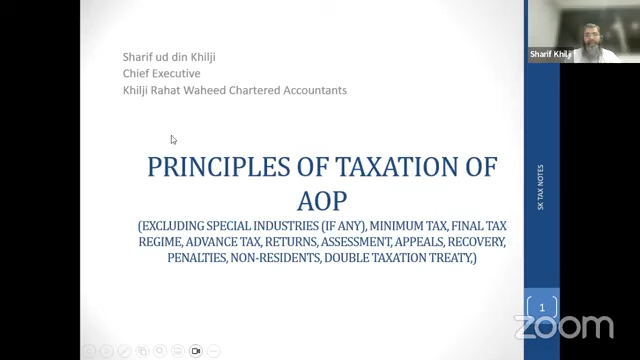 Sharif ud din Khilji
Chief Executive
Khilji Rahat Waheed Chartered Accountants
PRINCIPLES OF TAXATION OF
AOP
(EXCLUDING SPECIAL INDUSTRIES (IF ANY), MINIMUM TAX, FINAL TAX
REGIME, ADVANCE TAX, RETURNS, ASSESSMENT, APPEALS, RECOVERY,
PENALTIES, NON-RESIDENTS, DOUBLE TAXATION TREATY,)
Sharif Khilji
SK TAX NOTES
1
zoom